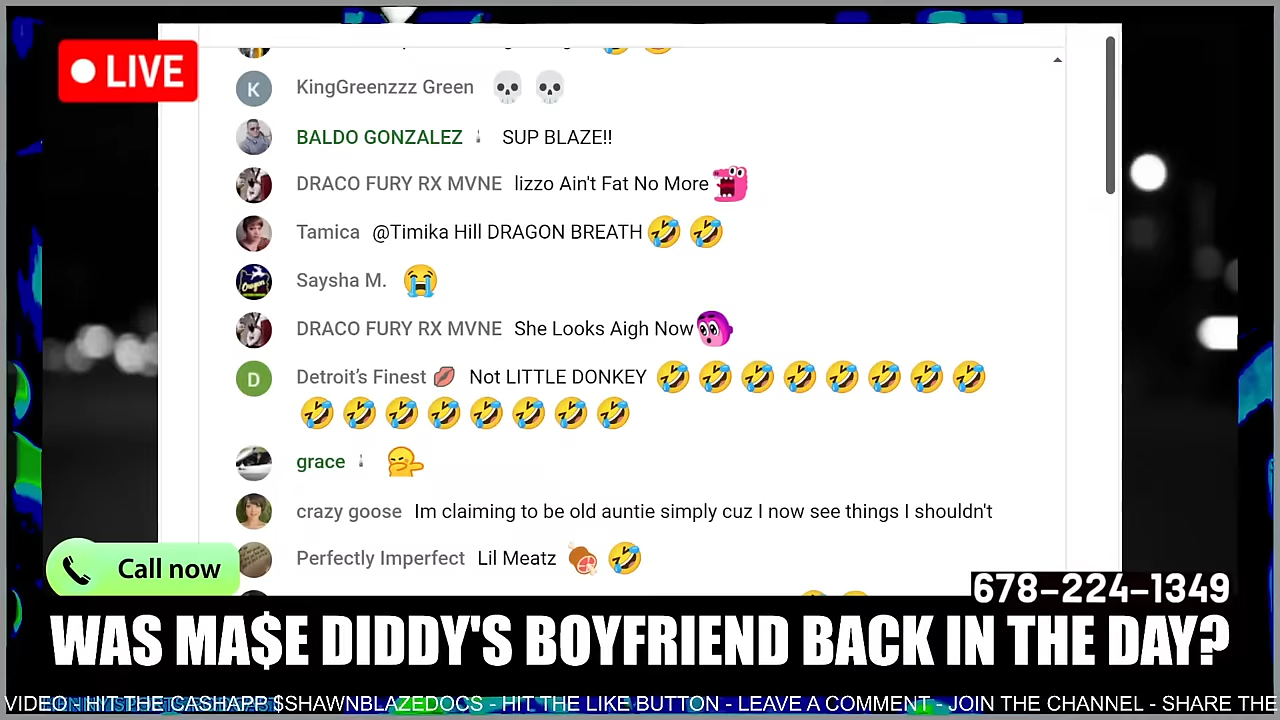 LIVE
K KingGreenzzz Green 💀 💀
BALDO GONZALEZ SUP BLAZE!!
DRACO FURY RX MVNE lizzo Ain't Fat No More
Tamica @Timika Hill DRAGON BREATH 🤣 🤣
Saysha M. 😭
DRACO FURY RX MVNE She Looks Aigh Now
D Detroit's Finest 💋 Not LITTLE DONKEY 🤣 🤣 🤣 🤣 🤣 🤣 🤣 🤣
🤣 🤣 🤣 🤣 🤣 🤣 🤣 🤣
grace
crazy goose Im claiming to be old auntie simply cuz I now see things I shouldn't
Perfectly Imperfect Lil Meatz 🍖 🤣
Call now
678-224-1349
WAS MA$E DIDDY'S BOYFRIEND BACK IN THE DAY?
VIDEO - HIT THE CASHAPP $SHAWNBLAZEDOCS - HIT THE LIKE BUTTON - LEAVE A COMMENT - JOIN THE CHANNEL - SHARE THE